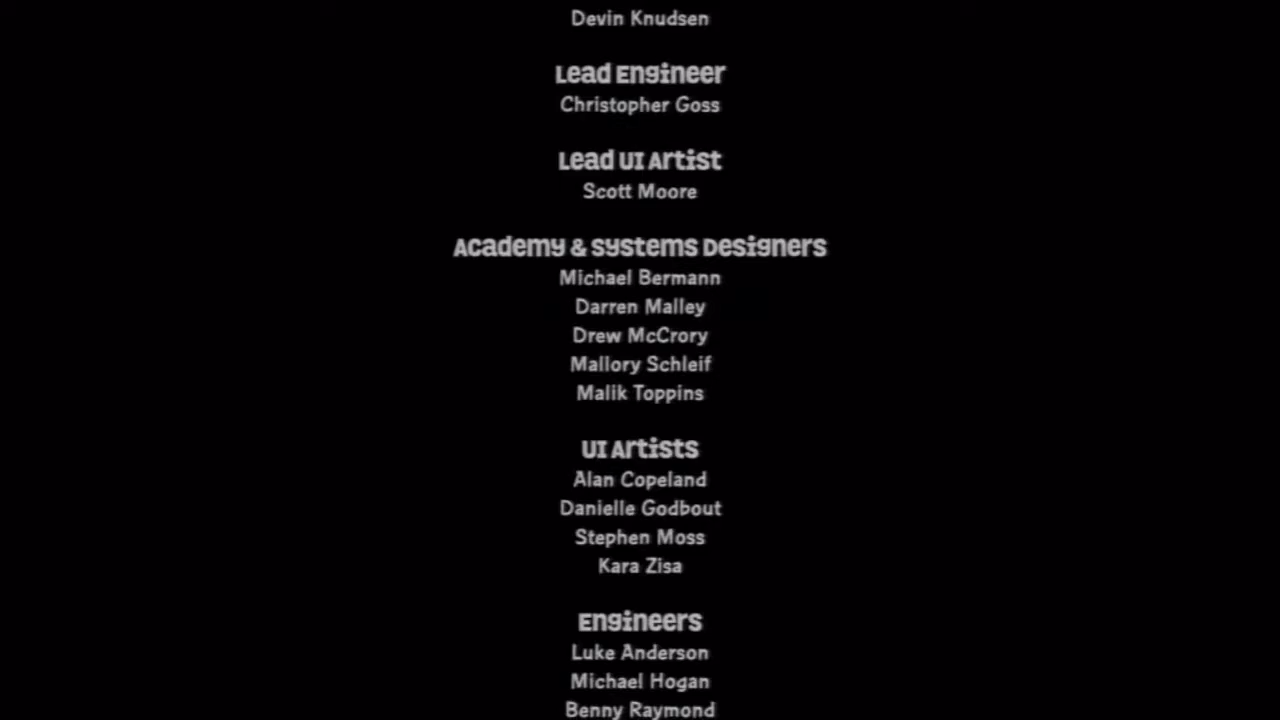 Devin Knudsen
Lead Engineer
Christopher Goss
Lead UI Artist
Scott Moore
Academy & Systems Designers
Michael Bermann
Darren Malley
Drew McCrory
Mallory Schleif
Malik Toppins
UI Artists
Alan Copeland
Danielle Godbout
Stephen Moss
Kara Zisa
Engineers
Luke Anderson
Michael Hogan
Benny Raymond